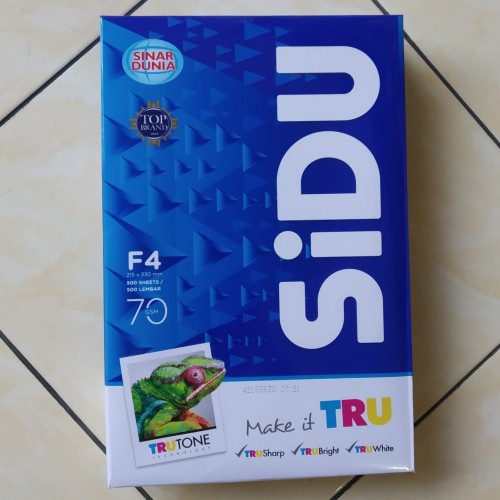 SINAR
DUNIA
TOP
BRAND
SiDU
F4
215 x 330 mm
500 SHEETS /
500 LEMBAR
70
GSM
TRUTONE
TECHNOLOGY
Make it TRU
TRUSharp TRUBright TRUWhite